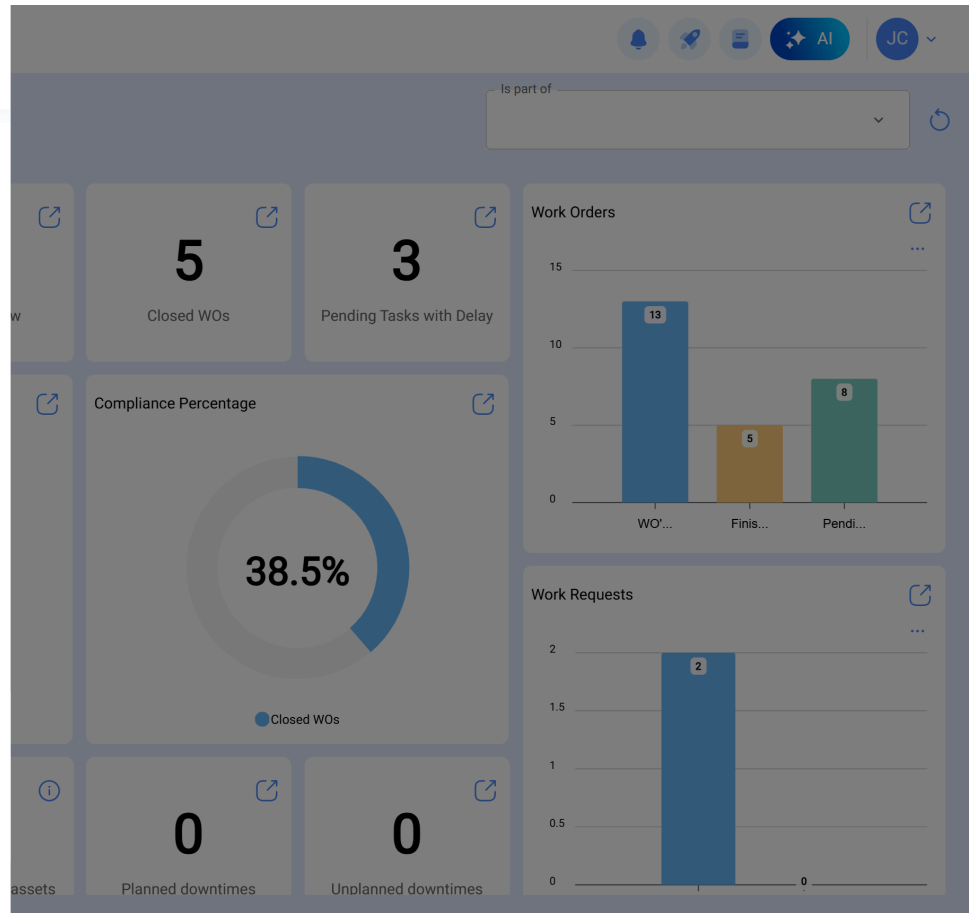 AI
JC
Is part of
5
Closed WOs
3
Pending Tasks with Delay
w
Work Orders
...
15
10
5
0
13
5
8
WO'...
Finis...
Pendi...
Compliance Percentage
38.5%
Closed WOs
Work Requests
...
2
1.5
1
0.5
0
2
0
assets
0
Planned downtimes
0
Unplanned downtimes